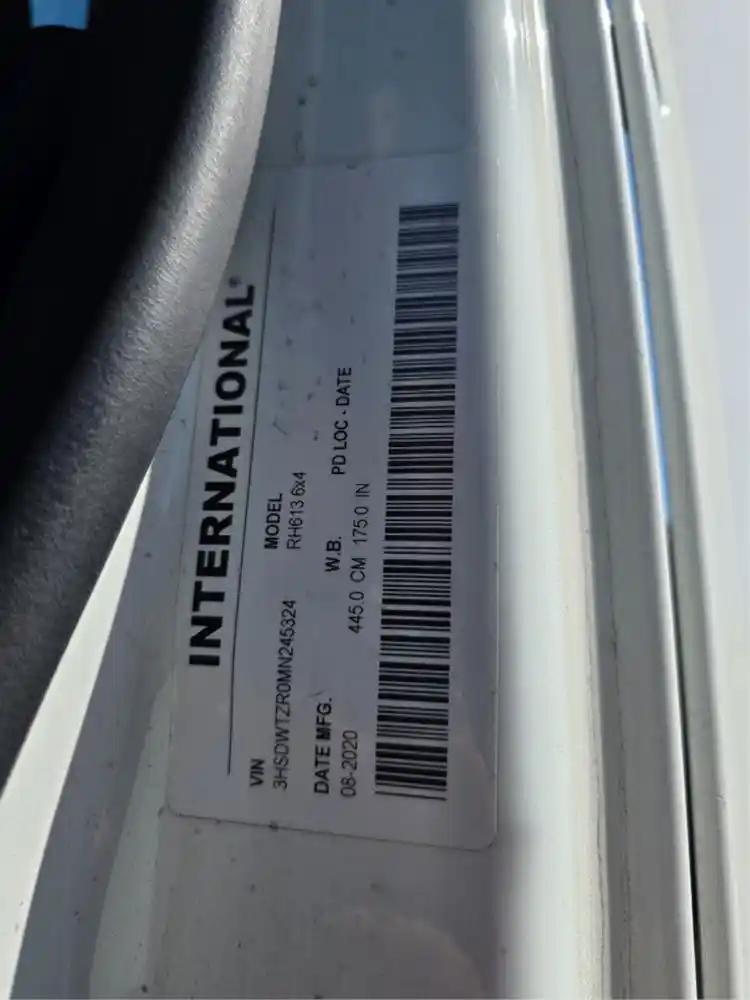 INTERNATIONAL®
VIN MODEL
3HSDWTZR0MN245324 RH613 6x4
DATE MFG. W.B. PD LOC - DATE
08-2020 445.0 CM 175.0 IN